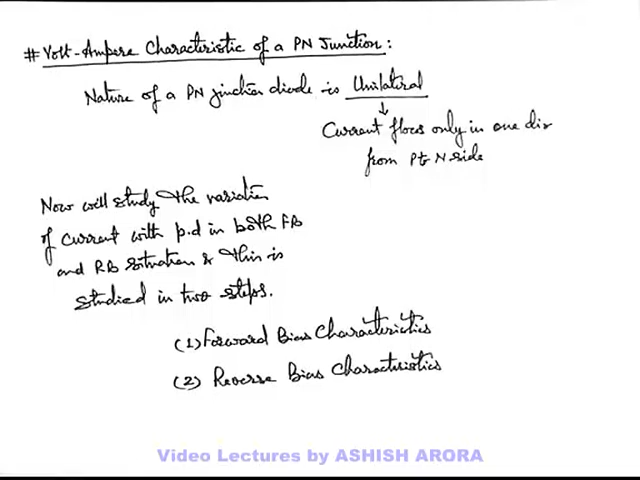 # Volt-Ampere Characteristic of a PN Junction :
Nature of a PN junction diode is Unilateral
Current flows only in one dir
from P to N side
Now will study the variation
of current with p.d in both FB
and RB situation & this is
studied in two steps.
(1) Forward Bias Characteristics
(2) Reverse Bias Characteristics
Video Lectures by ASHISH ARORA